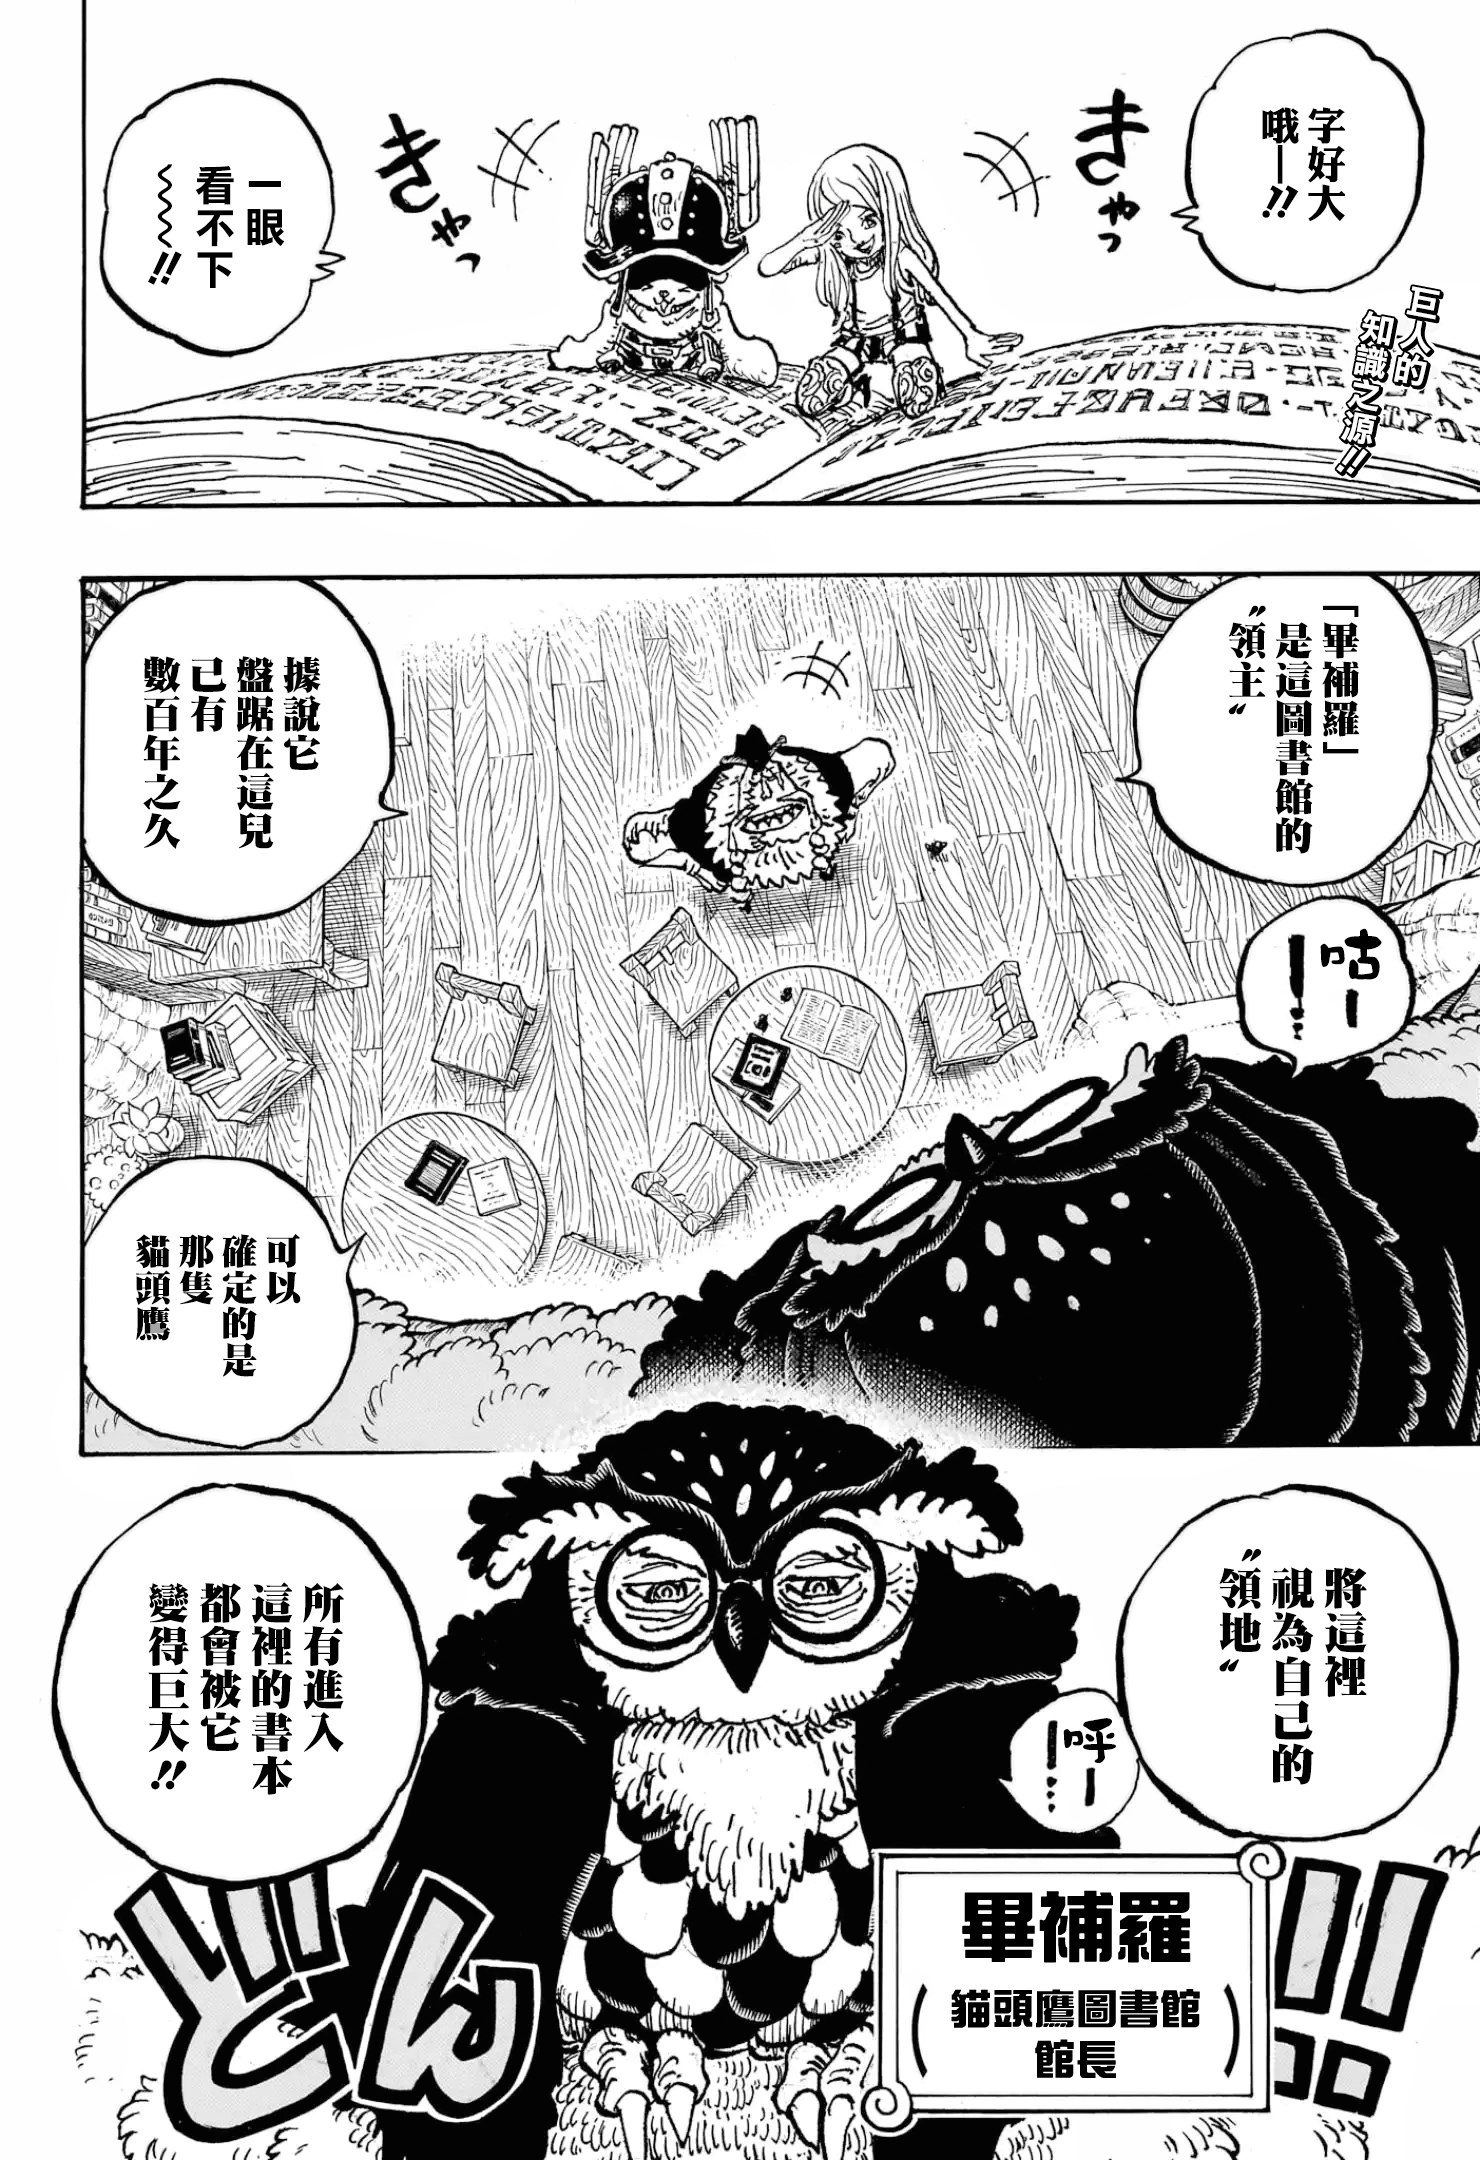 字好大
哦ー!!
きゃっ
きゃっ
一眼
看不下
〜〜〜!!
巨人的
知識之源!!
「畢補羅」
是這圖書館的
〝領主〞
據說它
盤踞在這兒
已有
數百年之久
咕ー
ー…
可以
確定的是
那隻
貓頭鷹
將這裡
視為自己的
〝領地〞
呼ー
ー…
所有進入
這裡的書本
都會被它
變得巨大!!
どん!!
畢補羅
(貓頭鷹圖書館
館長)